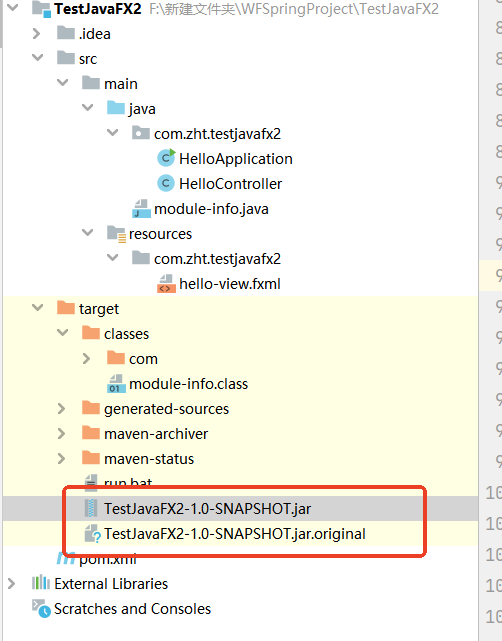 TestJavaFX2 F:\新建文件夹\WFSpringProject\TestJavaFX2
.idea
src
main
java
com.zht.testjavafx2
HelloApplication
HelloController
module-info.java
resources
com.zht.testjavafx2
hello-view.fxml
target
classes
com
module-info.class
generated-sources
maven-archiver
maven-status
run.bat
TestJavaFX2-1.0-SNAPSHOT.jar
TestJavaFX2-1.0-SNAPSHOT.jar.original
pom.xml
External Libraries
Scratches and Consoles